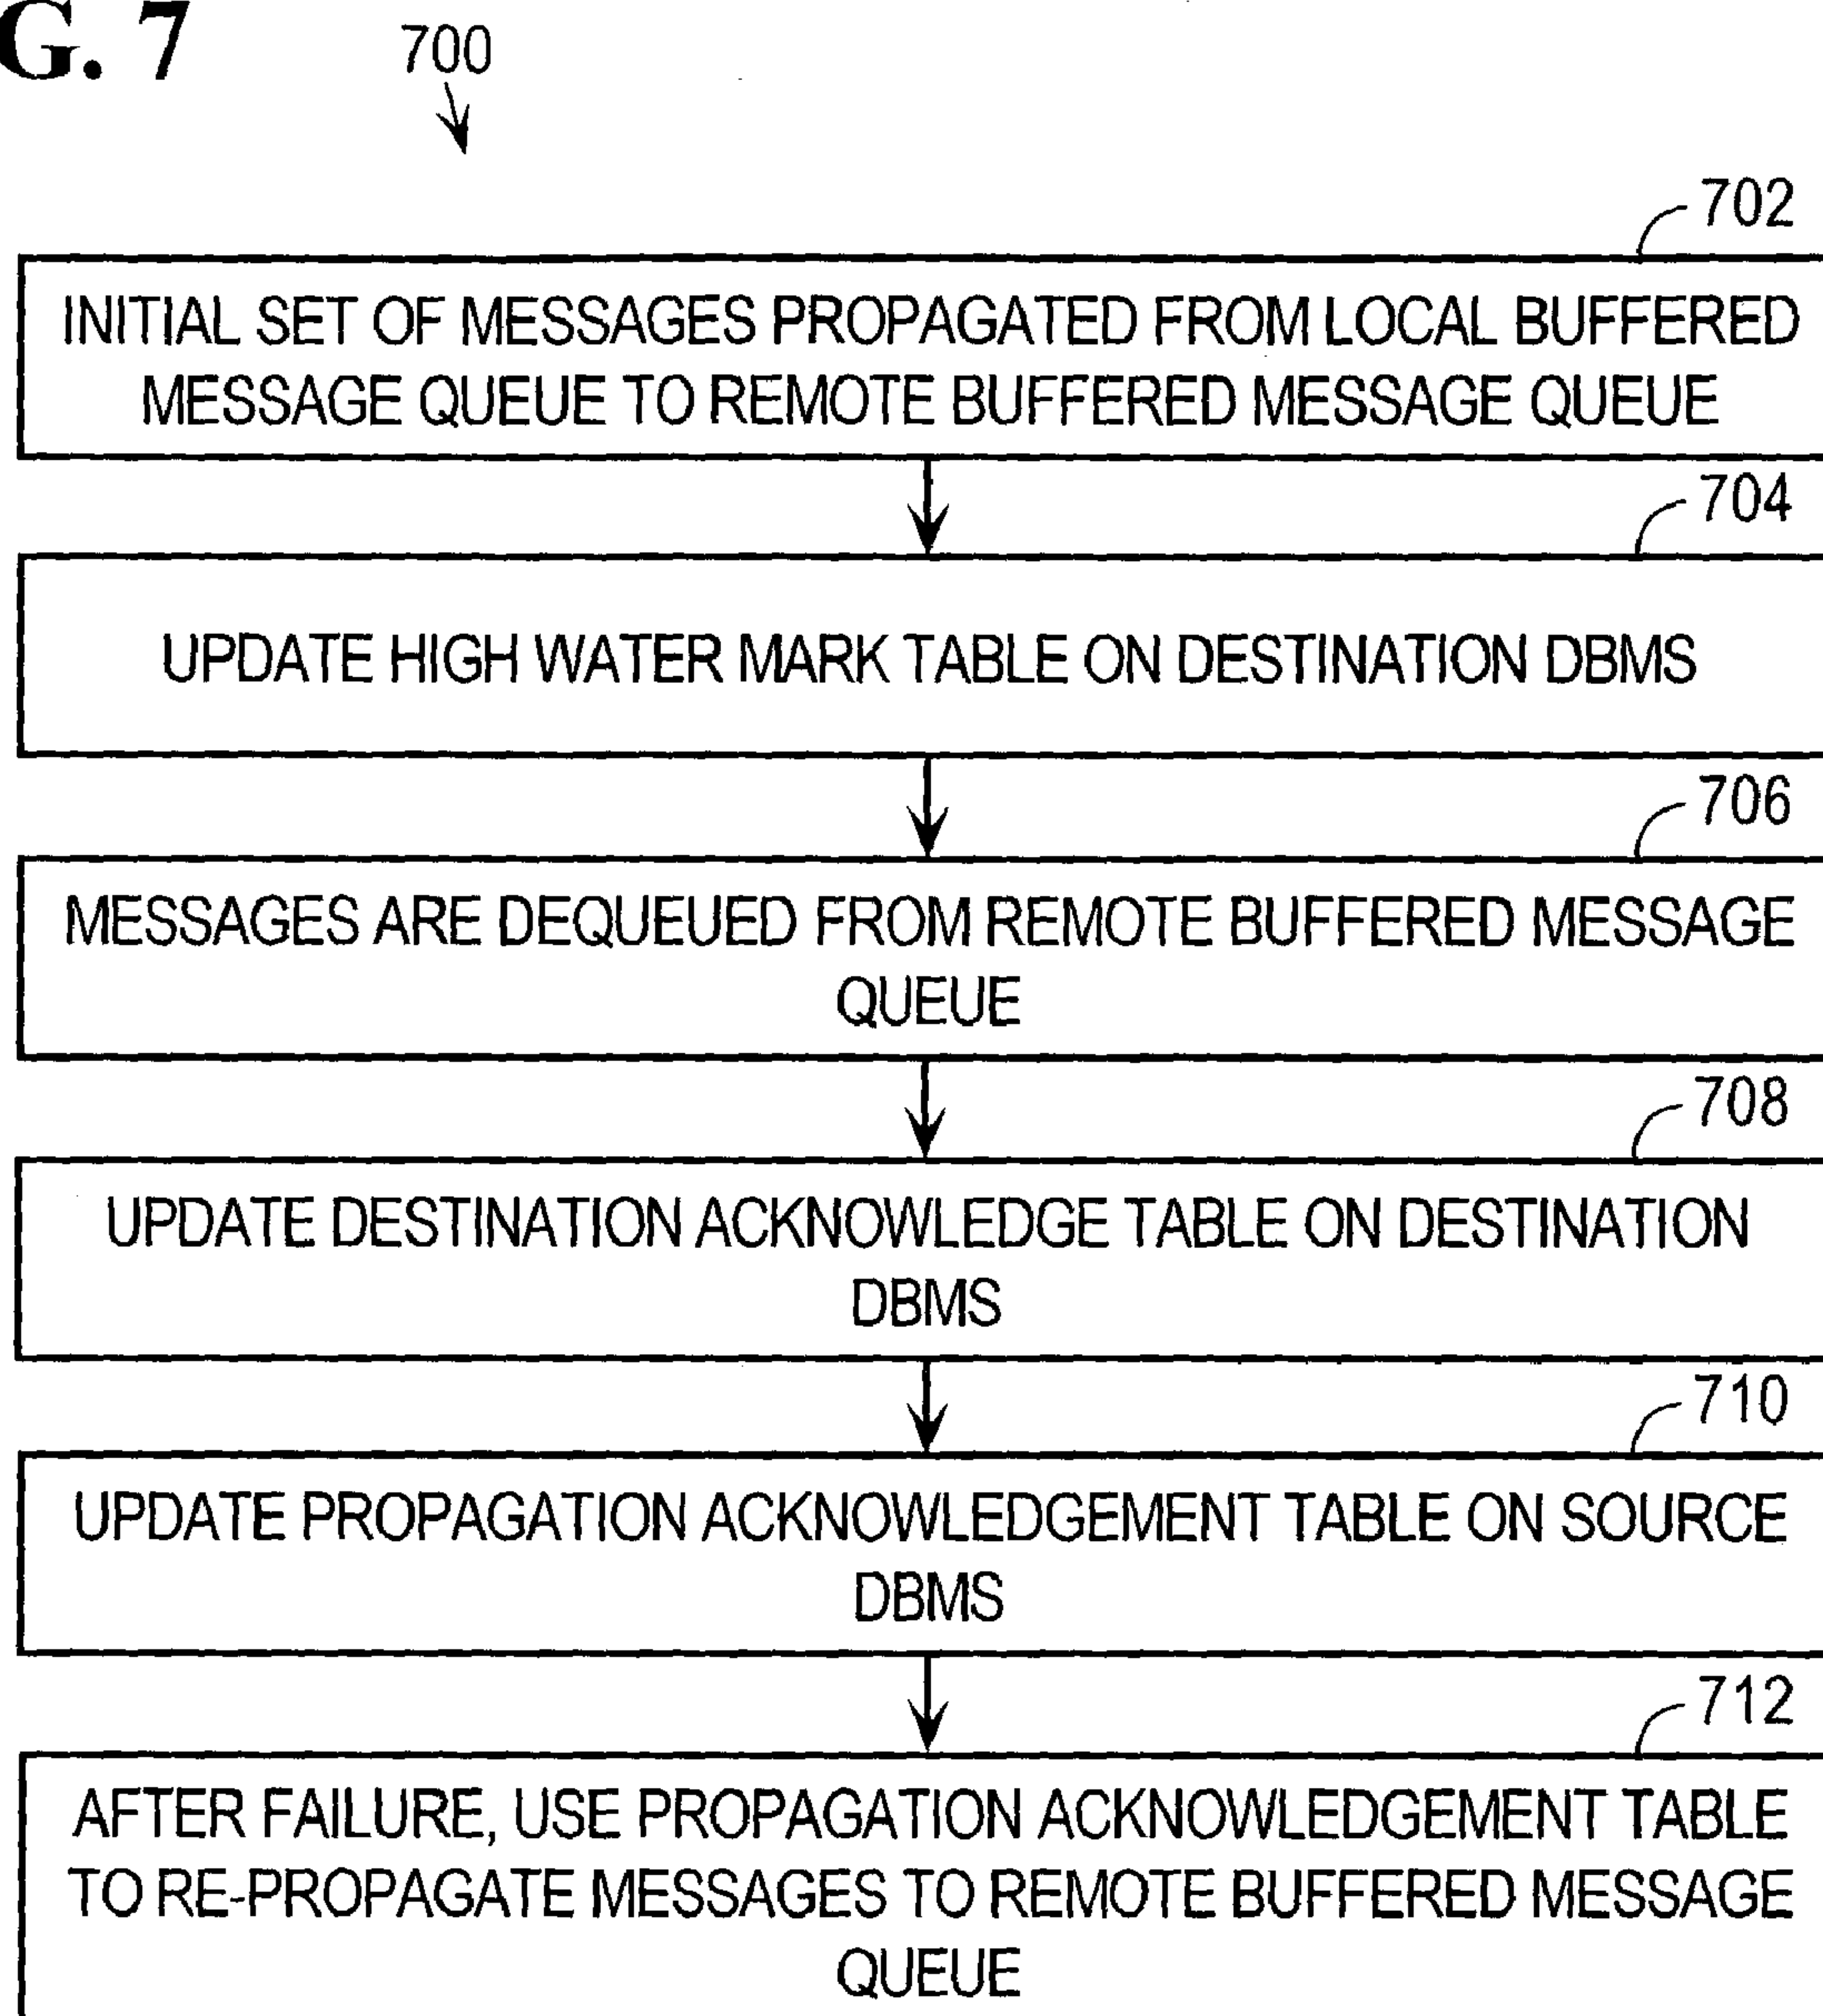 G. 7
700
702
INITIAL SET OF MESSAGES PROPAGATED FROM LOCAL BUFFERED
MESSAGE QUEUE TO REMOTE BUFFERED MESSAGE QUEUE
704
UPDATE HIGH WATER MARK TABLE ON DESTINATION DBMS
706
MESSAGES ARE DEQUEUED FROM REMOTE BUFFERED MESSAGE
QUEUE
708
UPDATE DESTINATION ACKNOWLEDGE TABLE ON DESTINATION
DBMS
710
UPDATE PROPAGATION ACKNOWLEDGEMENT TABLE ON SOURCE
DBMS
712
AFTER FAILURE, USE PROPAGATION ACKNOWLEDGEMENT TABLE
TO RE-PROPAGATE MESSAGES TO REMOTE BUFFERED MESSAGE
QUEUE